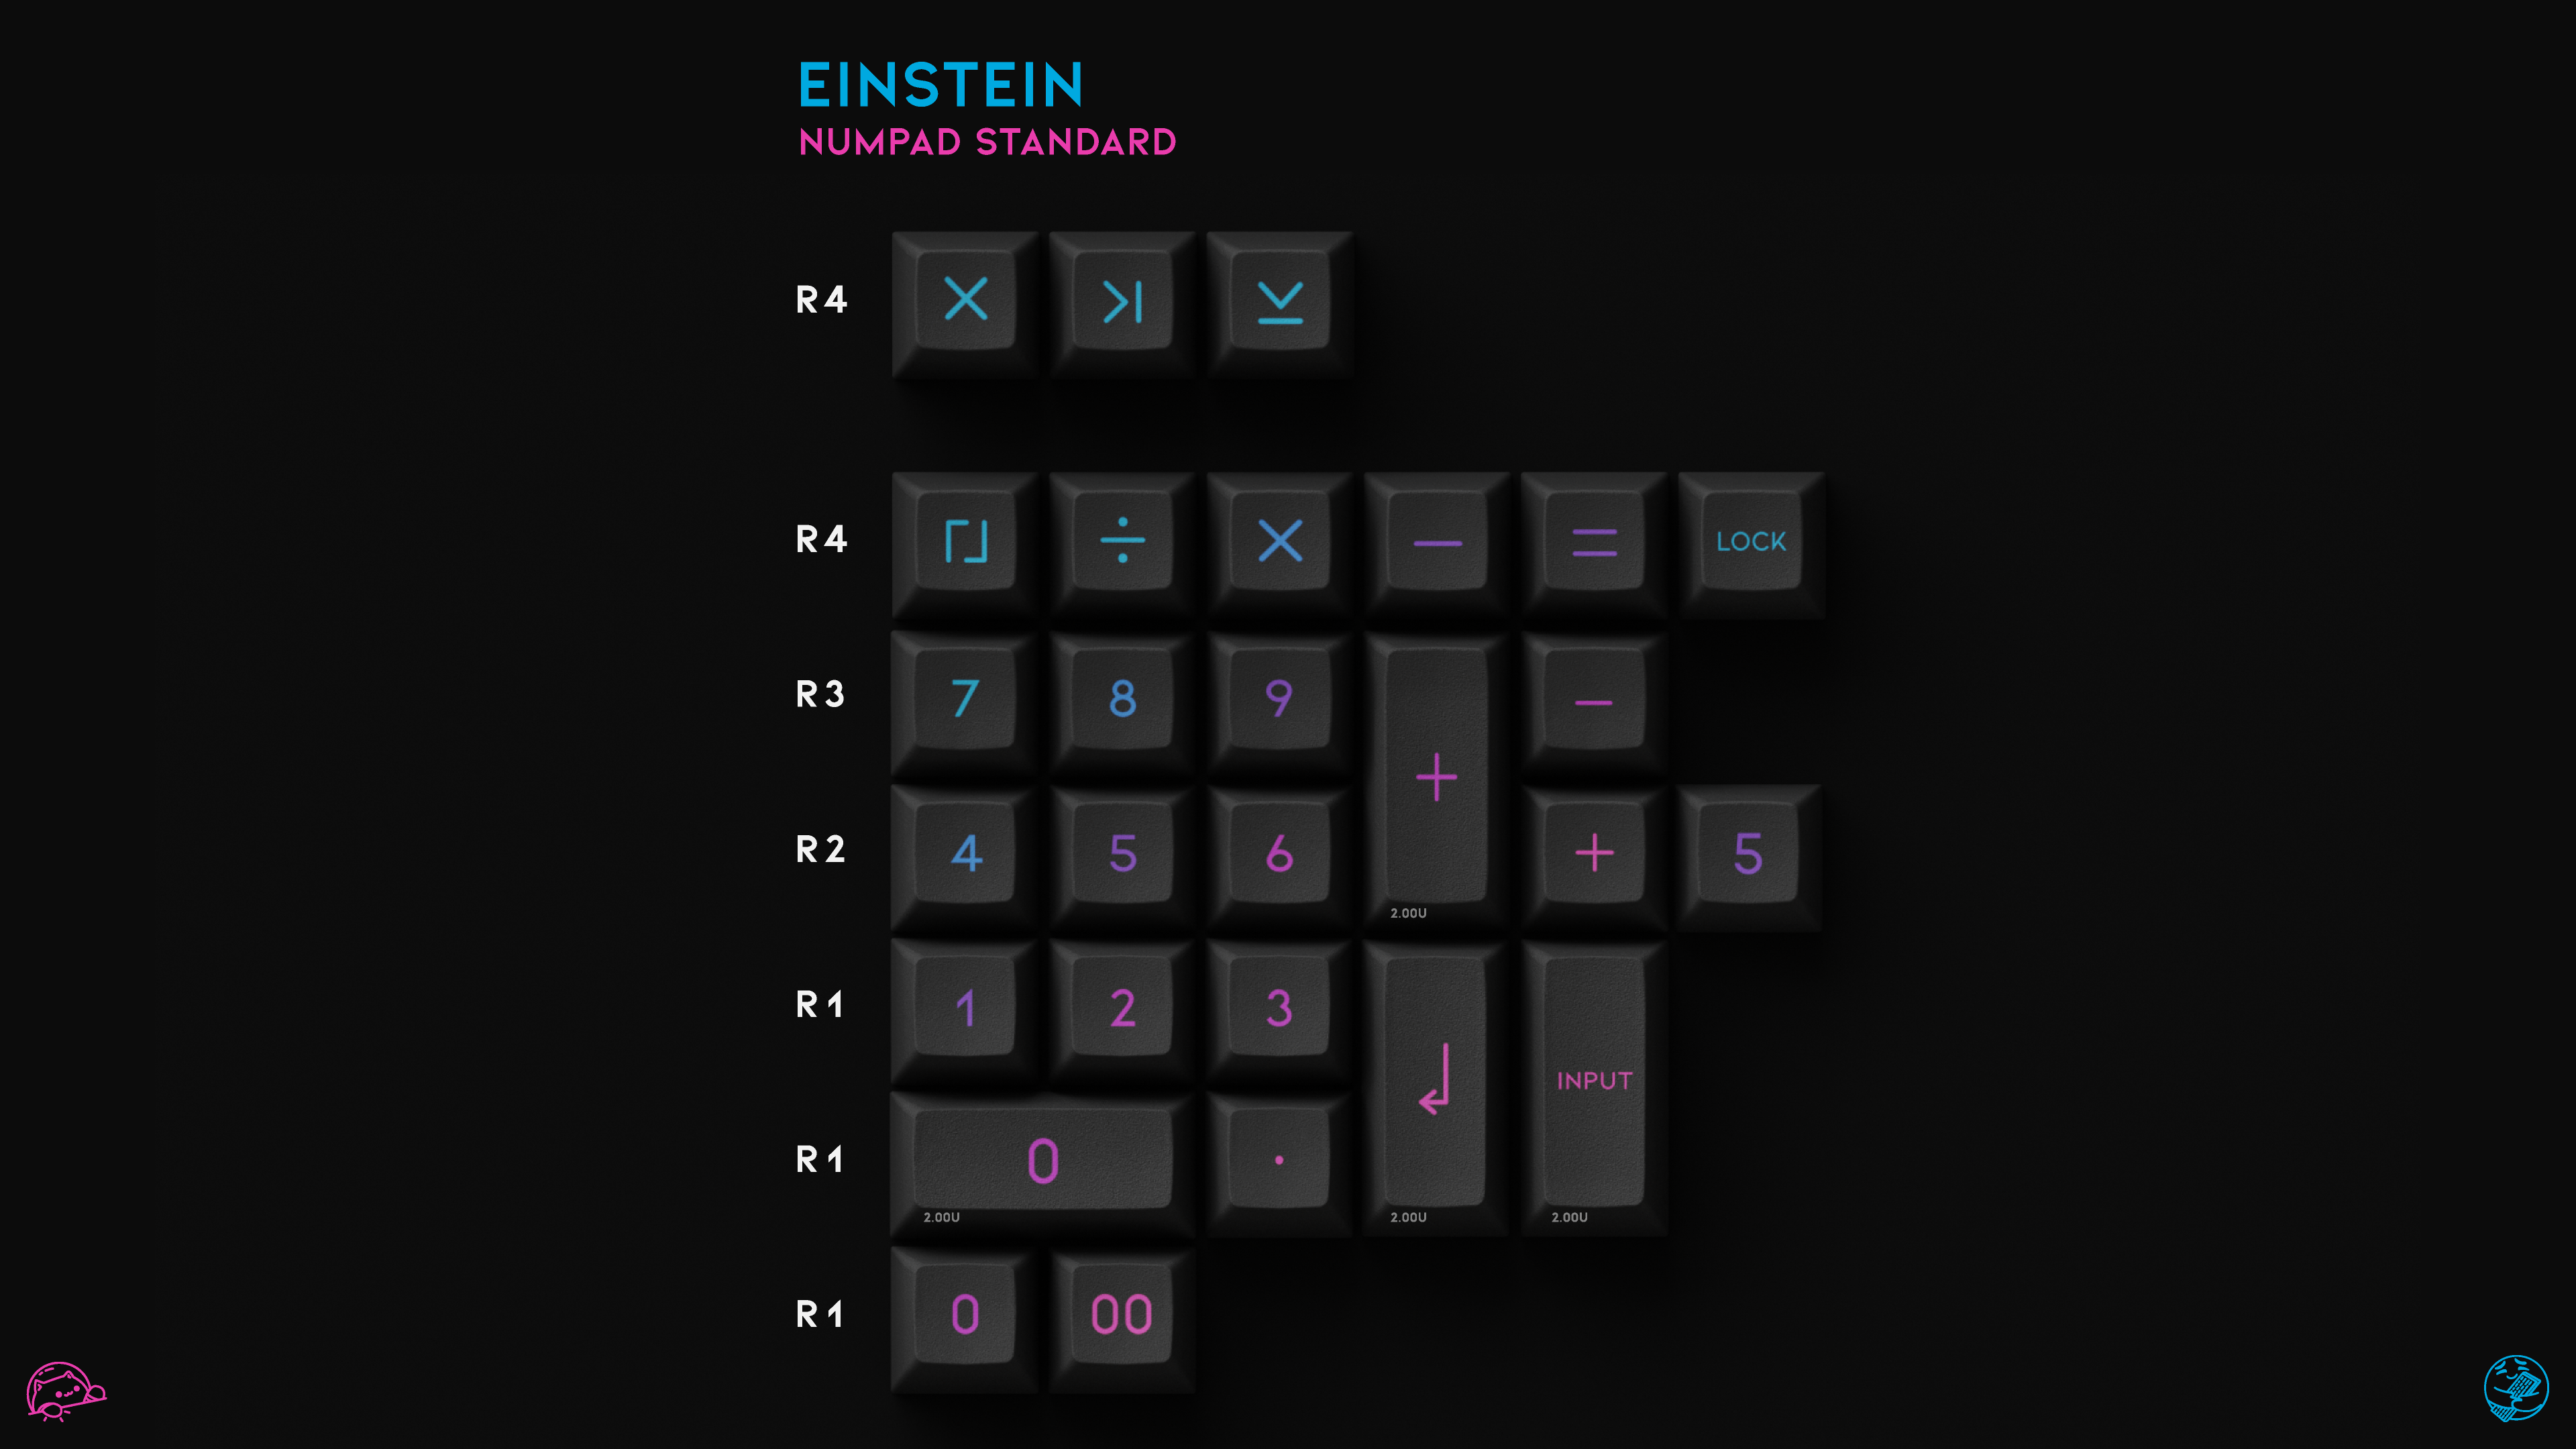 EINSTEIN
NUMPAD STANDARD
R4
R4 ÷ × — = LOCK
R3 7 8 9 + —
R2 4 5 6 + 5
2.00U
R1 1 2 3 INPUT
R1 0 .
2.00U 2.00U 2.00U
R1 0 00